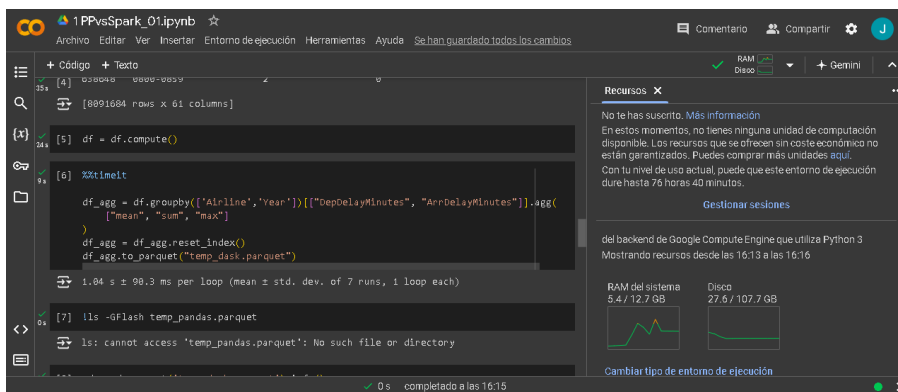 1 PPvsSpark_01.ipynb
Comentario
Compartir
J
Archivo Editar Ver Insertar Entorno de ejecución Herramientas Ayuda Se han guardado todos los cambios
+ Código + Texto
RAM
Disco
Gemini
35 s
[4] 638648 0800-0859 2 0
[8091684 rows x 61 columns]
24 s
[5] df = df.compute()
9 s
[6] %%timeit
df_agg = df.groupby(['Airline','Year'])[["DepDelayMinutes", "ArrDelayMinutes"]].agg(
["mean", "sum", "max"]
)
df_agg = df_agg.reset_index()
df_agg.to_parquet("temp_dask.parquet")
1.04 s ± 90.3 ms per loop (mean ± std. dev. of 7 runs, 1 loop each)
0 s
[7] !ls -GFlash temp_pandas.parquet
ls: cannot access 'temp_pandas.parquet': No such file or directory
Recursos X
No te has suscrito. Más información
En estos momentos, no tienes ninguna unidad de computación
disponible. Los recursos que se ofrecen sin coste económico no
están garantizados. Puedes comprar más unidades aquí.
Con tu nivel de uso actual, puede que este entorno de ejecución
dure hasta 76 horas 40 minutos.
Gestionar sesiones
del backend de Google Compute Engine que utiliza Python 3
Mostrando recursos desde las 16:13 a las 16:16
RAM del sistema
5.4 / 12.7 GB
Disco
27.6 / 107.7 GB
Cambiar tipo de entorno de ejecución
0 s completado a las 16:15